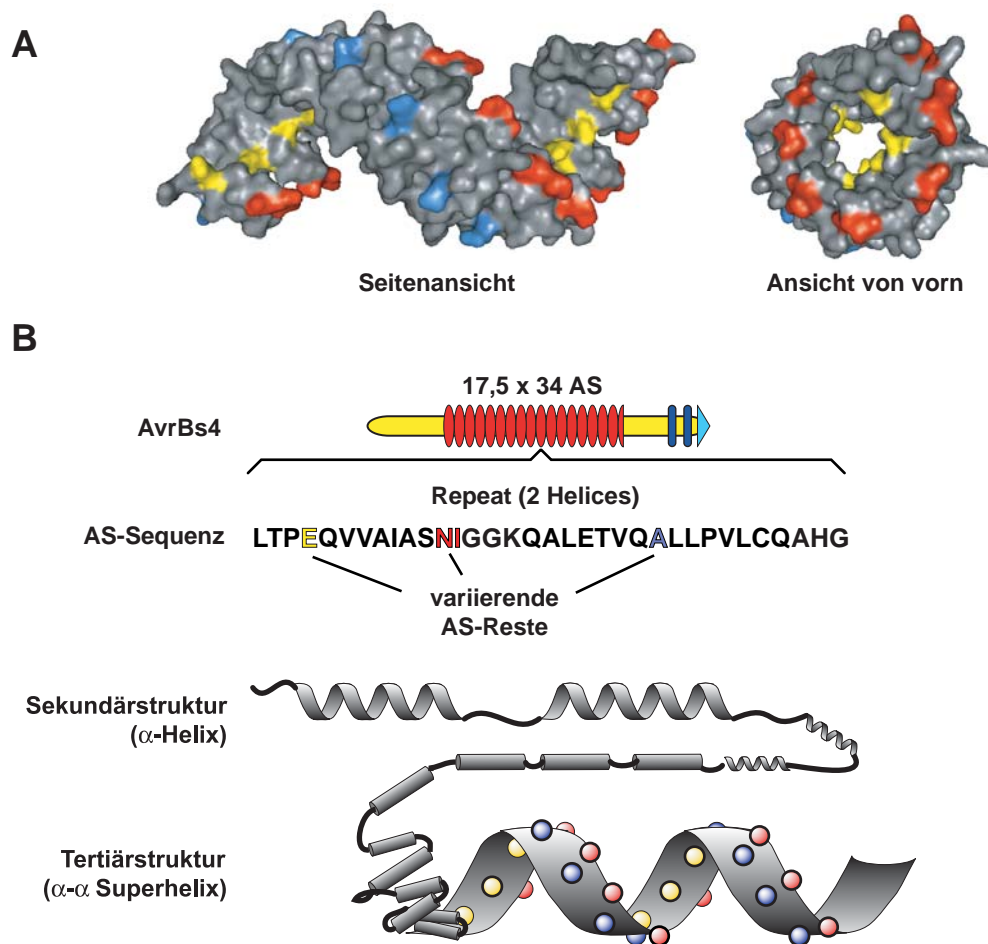 A
Seitenansicht
Ansicht von vorn
B
17,5 x 34 AS
AvrBs4
Repeat (2 Helices)
AS-Sequenz
LTPEQVVAIASNIGGKQALETVQALLPVLCQAHG
variierende
AS-Reste
Sekundärstruktur
(α-Helix)
Tertiärstruktur
(α-α Superhelix)